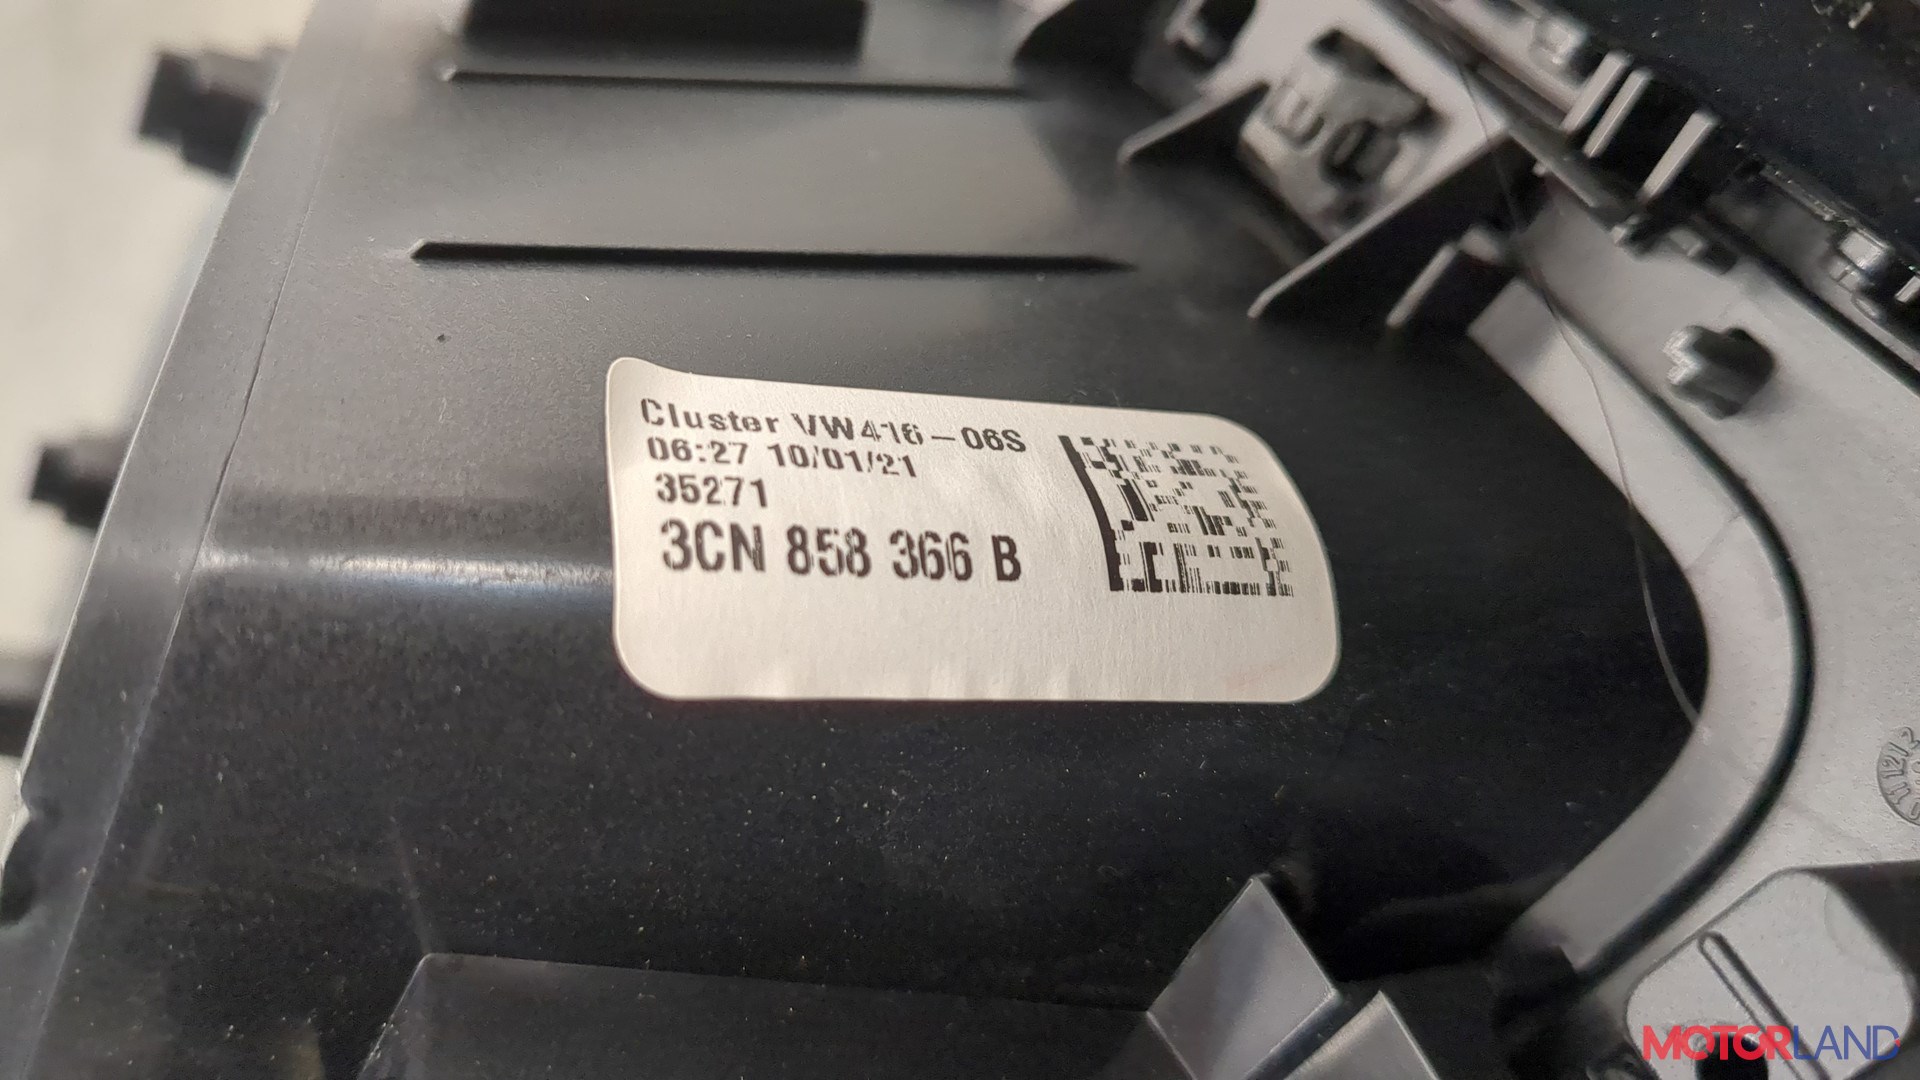 Cluster VW416-06S
06:27 10/01/21
35271
3CN 858 366 B
MOTORLAND